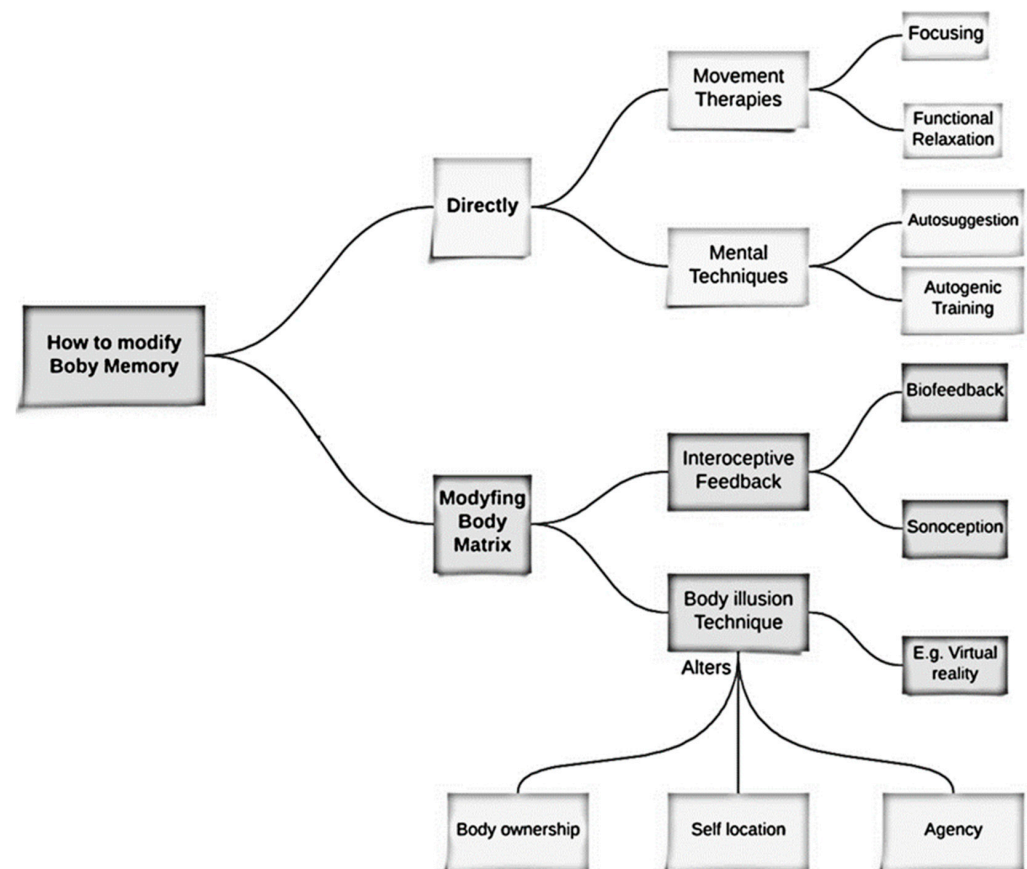 How to modify
Boby Memory
Directly
Movement
Therapies
Focusing
Functional
Relaxation
Mental
Techniques
Autosuggestion
Autogenic
Training
Modyfing
Body
Matrix
Interoceptive
Feedback
Biofeedback
Sonoception
Body illusion
Technique
E.g. Virtual
reality
Alters
Body ownership
Self location
Agency